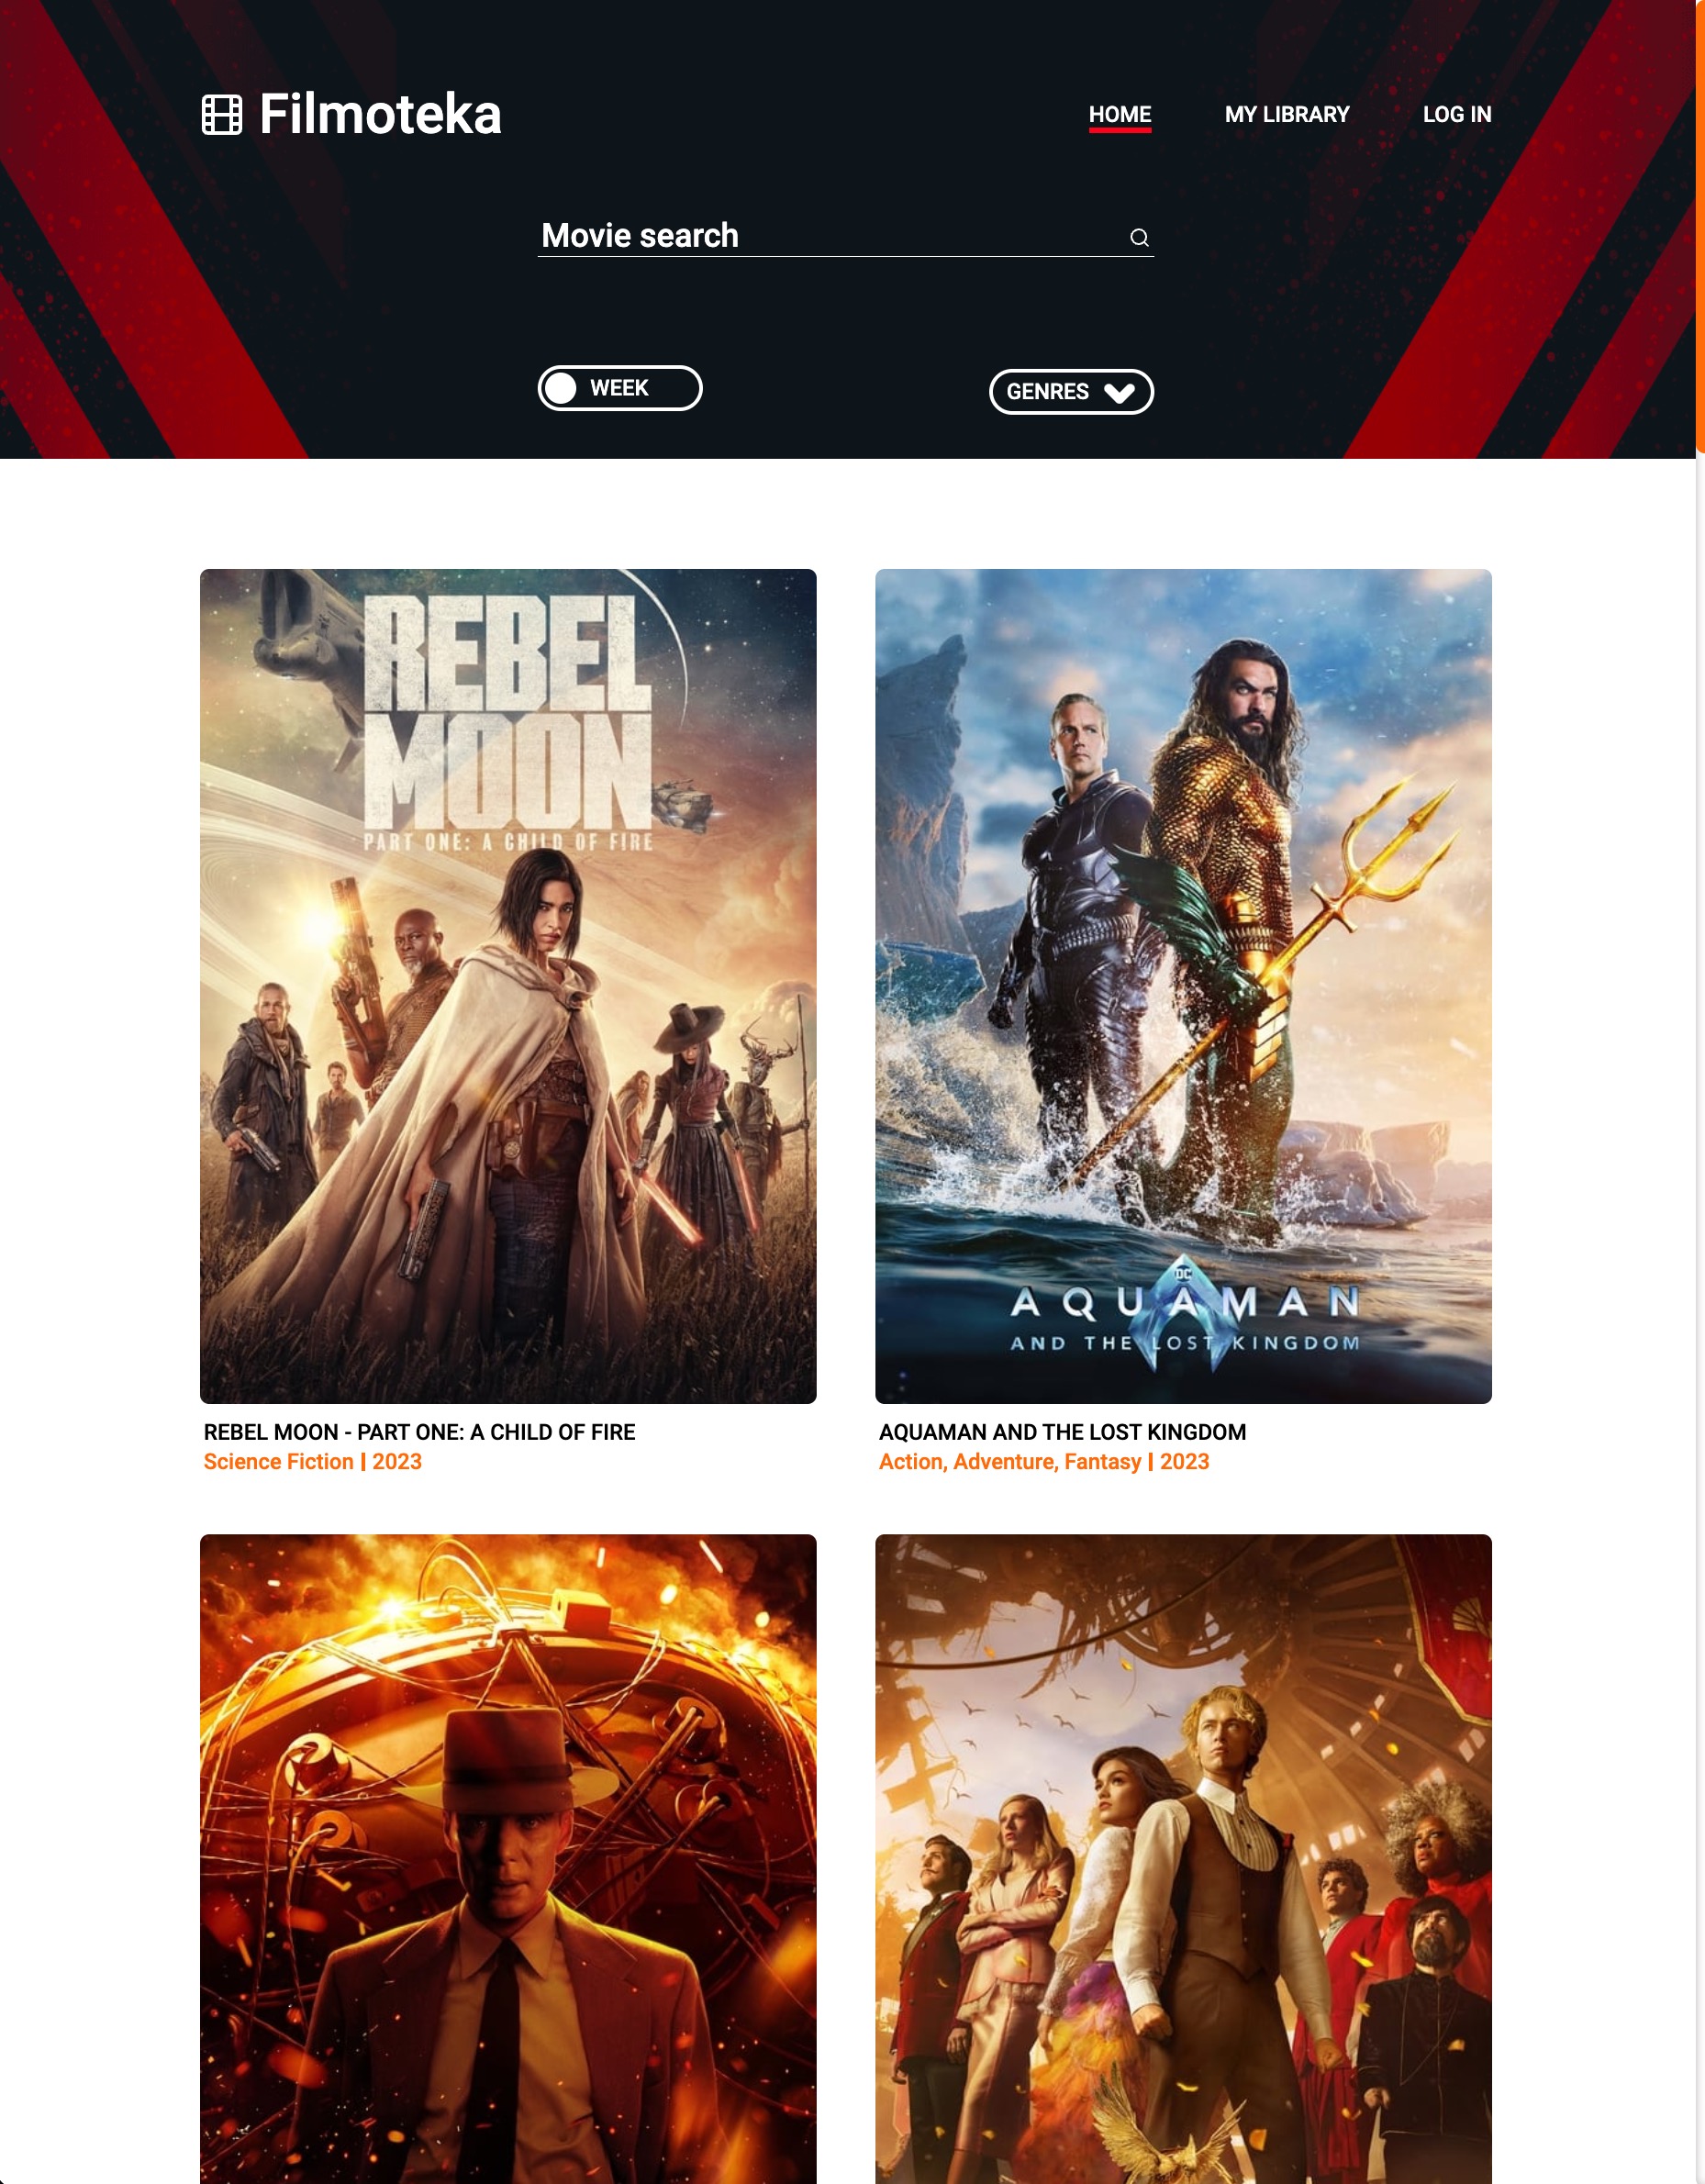 Filmoteka
HOME
MY LIBRARY
LOG IN
Movie search
WEEK
GENRES
REBEL
MOON
PART ONE: A CHILD OF FIRE
DC
AQUAMAN
AND THE LOST KINGDOM
REBEL MOON - PART ONE: A CHILD OF FIRE
Science Fiction | 2023
AQUAMAN AND THE LOST KINGDOM
Action, Adventure, Fantasy | 2023